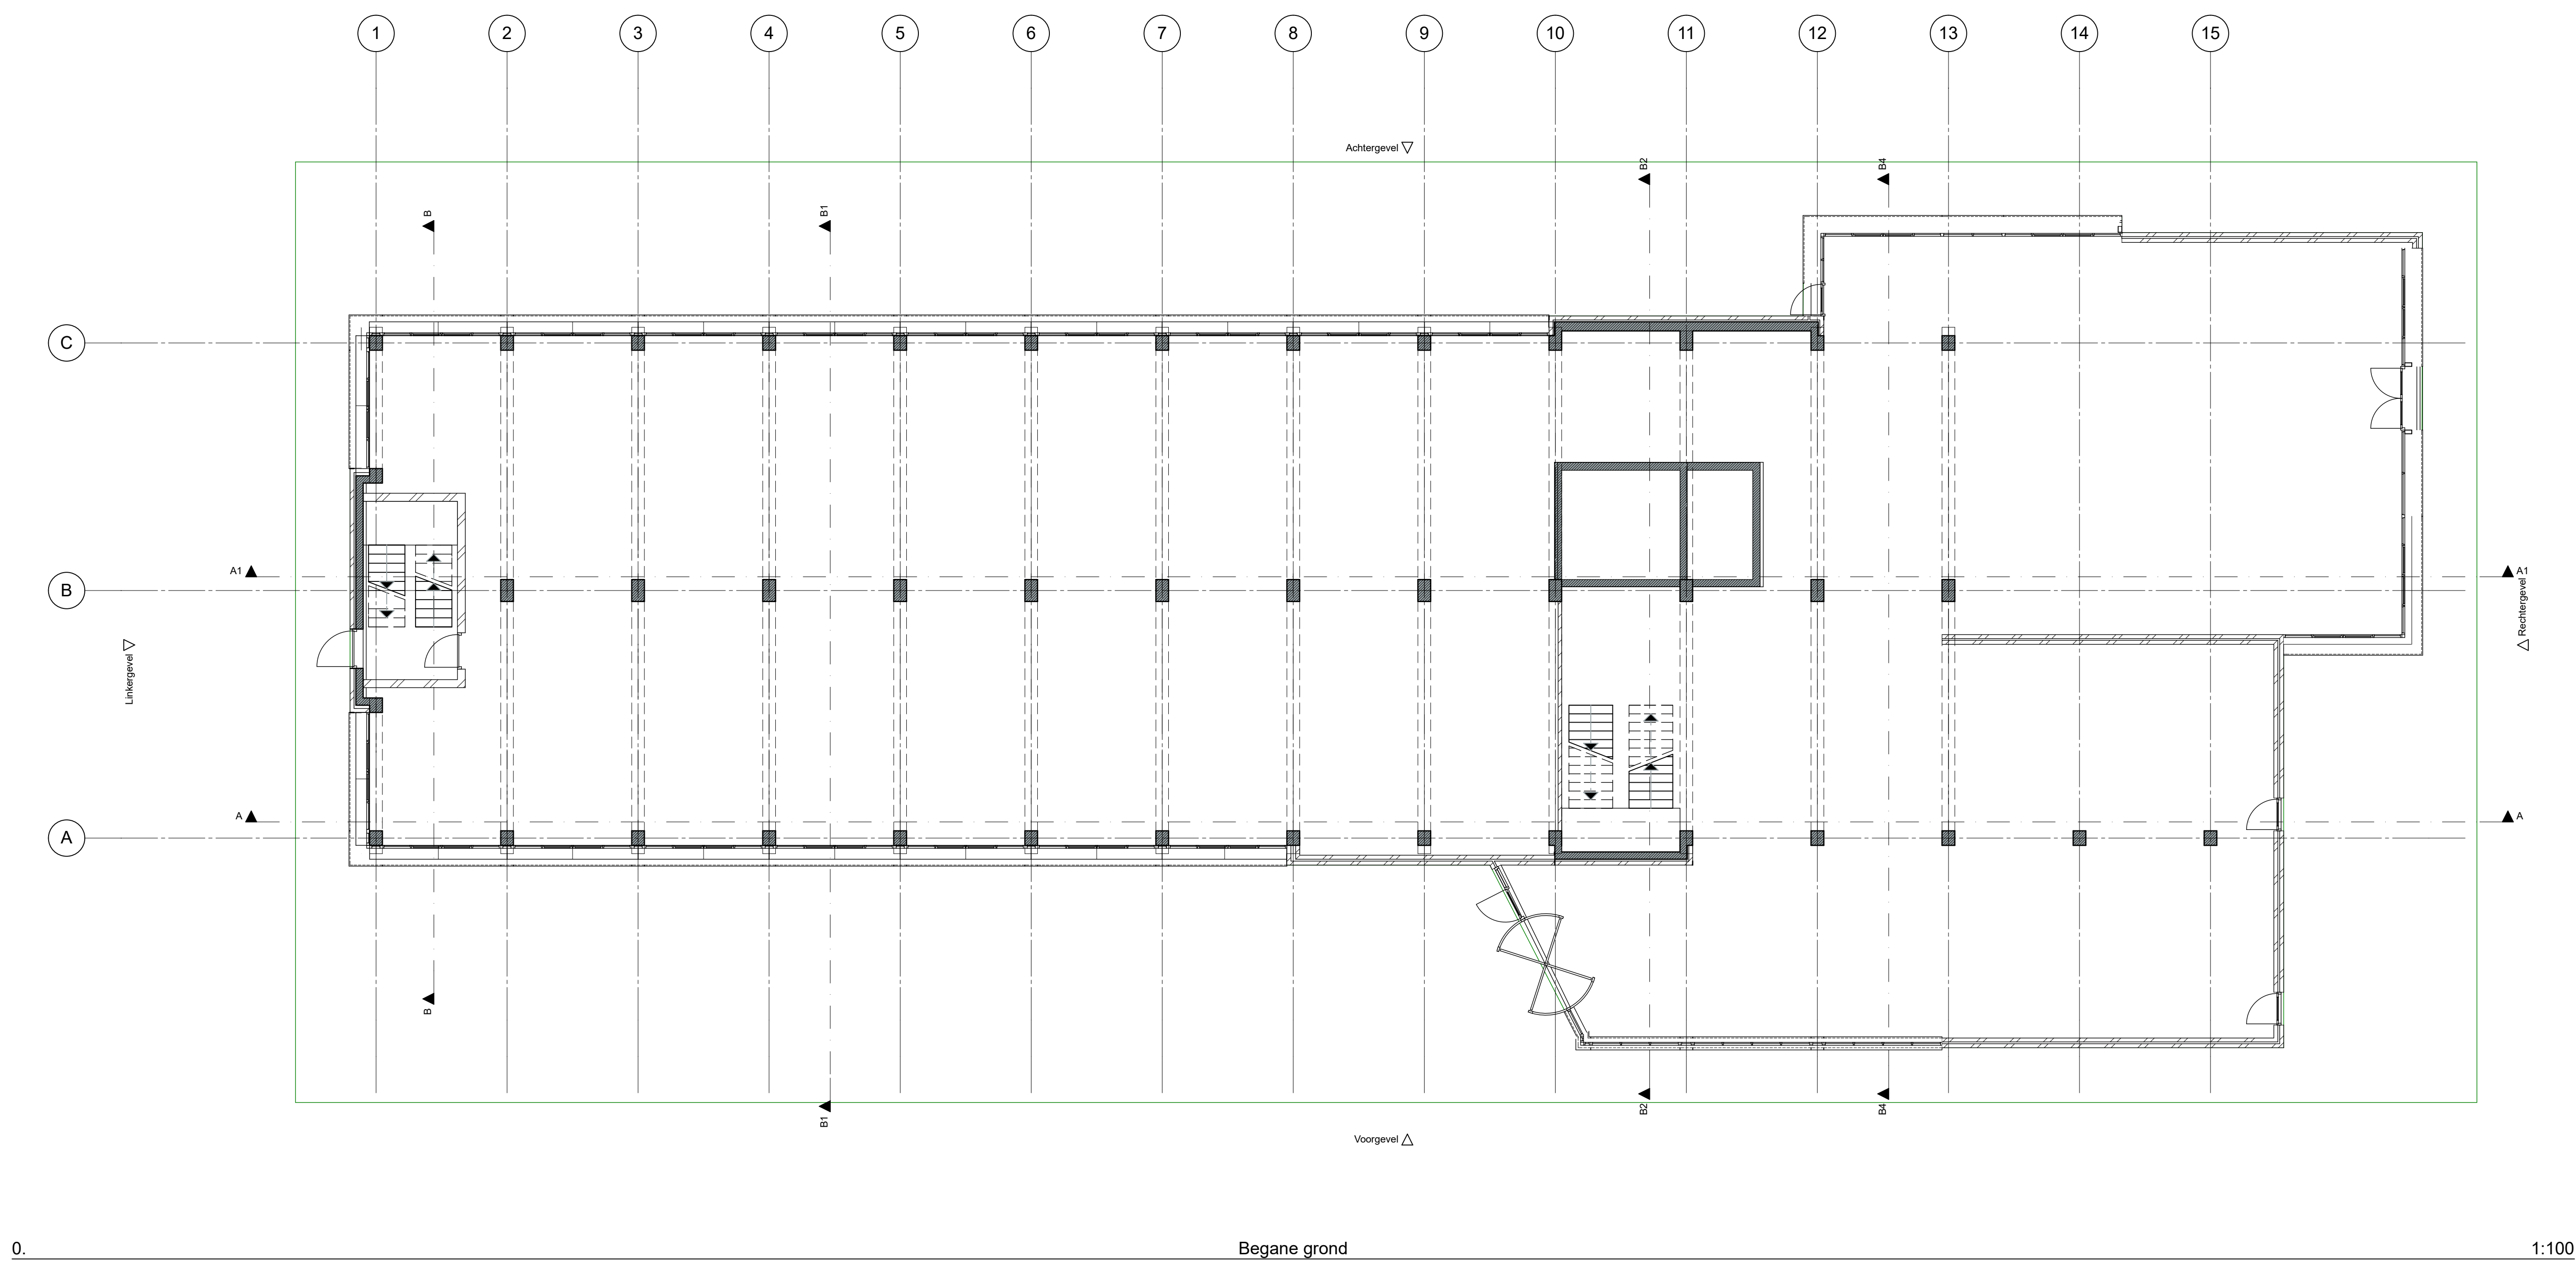 1 2 3 4 5 6 7 8 9 10 11 12 13 14 15
Achtergevel
B2 B4
B B1
C
A1 A1
B
Rechtergevel
Linkergevel
A A
A
B
B1 B2 B4
Voorgevel
0. Begane grond 1:100